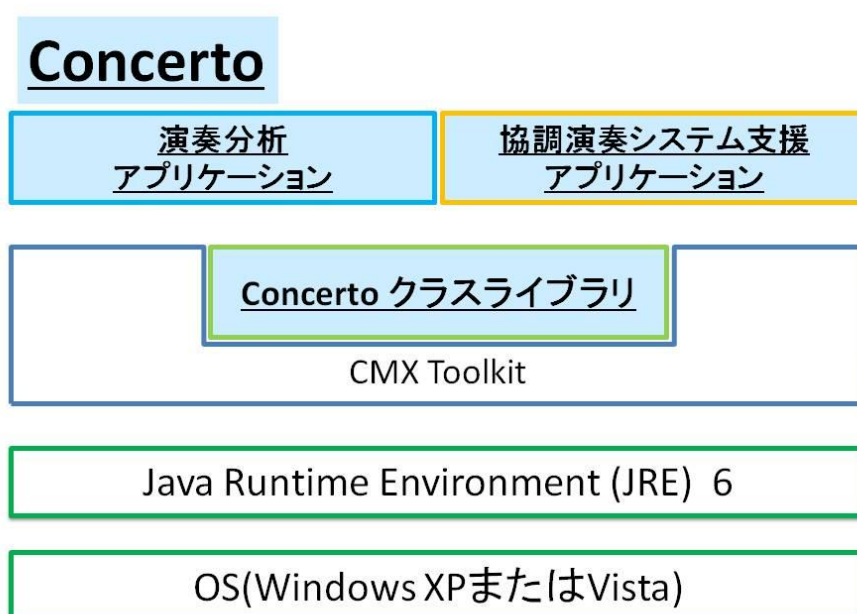 Concerto
演奏分析
アプリケーション
協調演奏システム支援
アプリケーション
Concerto クラスライブラリ
CMX Toolkit
Java Runtime Environment (JRE) 6
OS(Windows XPまたはVista)